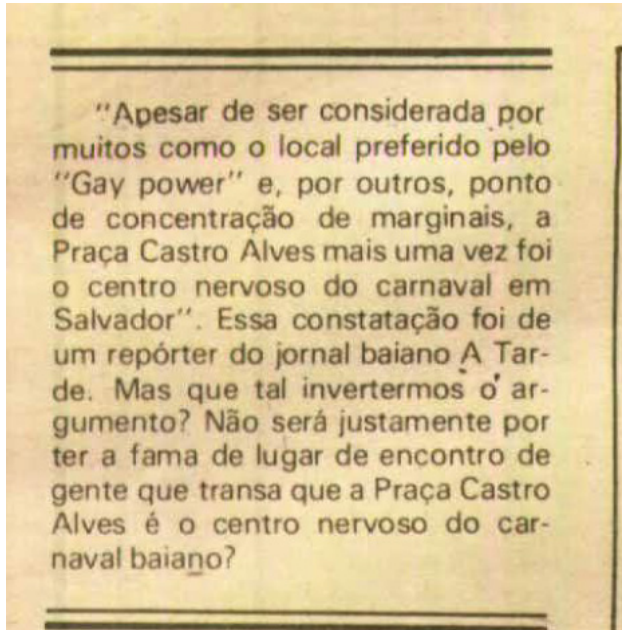 "Apesar de ser considerada por
muitos como o local preferido pelo
"Gay power" e, por outros, ponto
de concentração de marginais, a
Praça Castro Alves mais uma vez foi
o centro nervoso do carnaval em
Salvador". Essa constatação foi de
um repórter do jornal baiano A Tar-
de. Mas que tal invertermos o ar-
gumento? Não será justamente por
ter a fama de lugar de encontro de
gente que transa que a Praça Castro
Alves é o centro nervoso do car-
naval baiano?